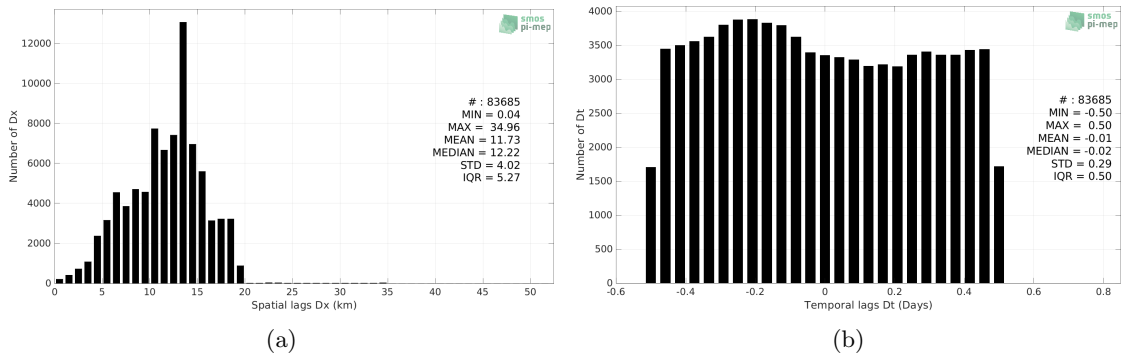 smos
pi-mep
12000
10000
8000
6000
4000
2000
0
Number of Dx
# : 83685
MIN = 0.04
MAX = 34.96
MEAN = 11.73
MEDIAN = 12.22
STD = 4.02
IQR = 5.27
0 5 10 15 20 25 30 35 40 45 50
Spatial lags Dx (km)
(a)
smos
pi-mep
4000
3500
3000
2500
2000
1500
1000
500
0
Number of Dt
# : 83685
MIN = -0.50
MAX = 0.50
MEAN = -0.01
MEDIAN = -0.02
STD = 0.29
IQR = 0.50
-0.6 -0.4 -0.2 0 0.2 0.4 0.6 0.8
Temporal lags Dt (Days)
(b)